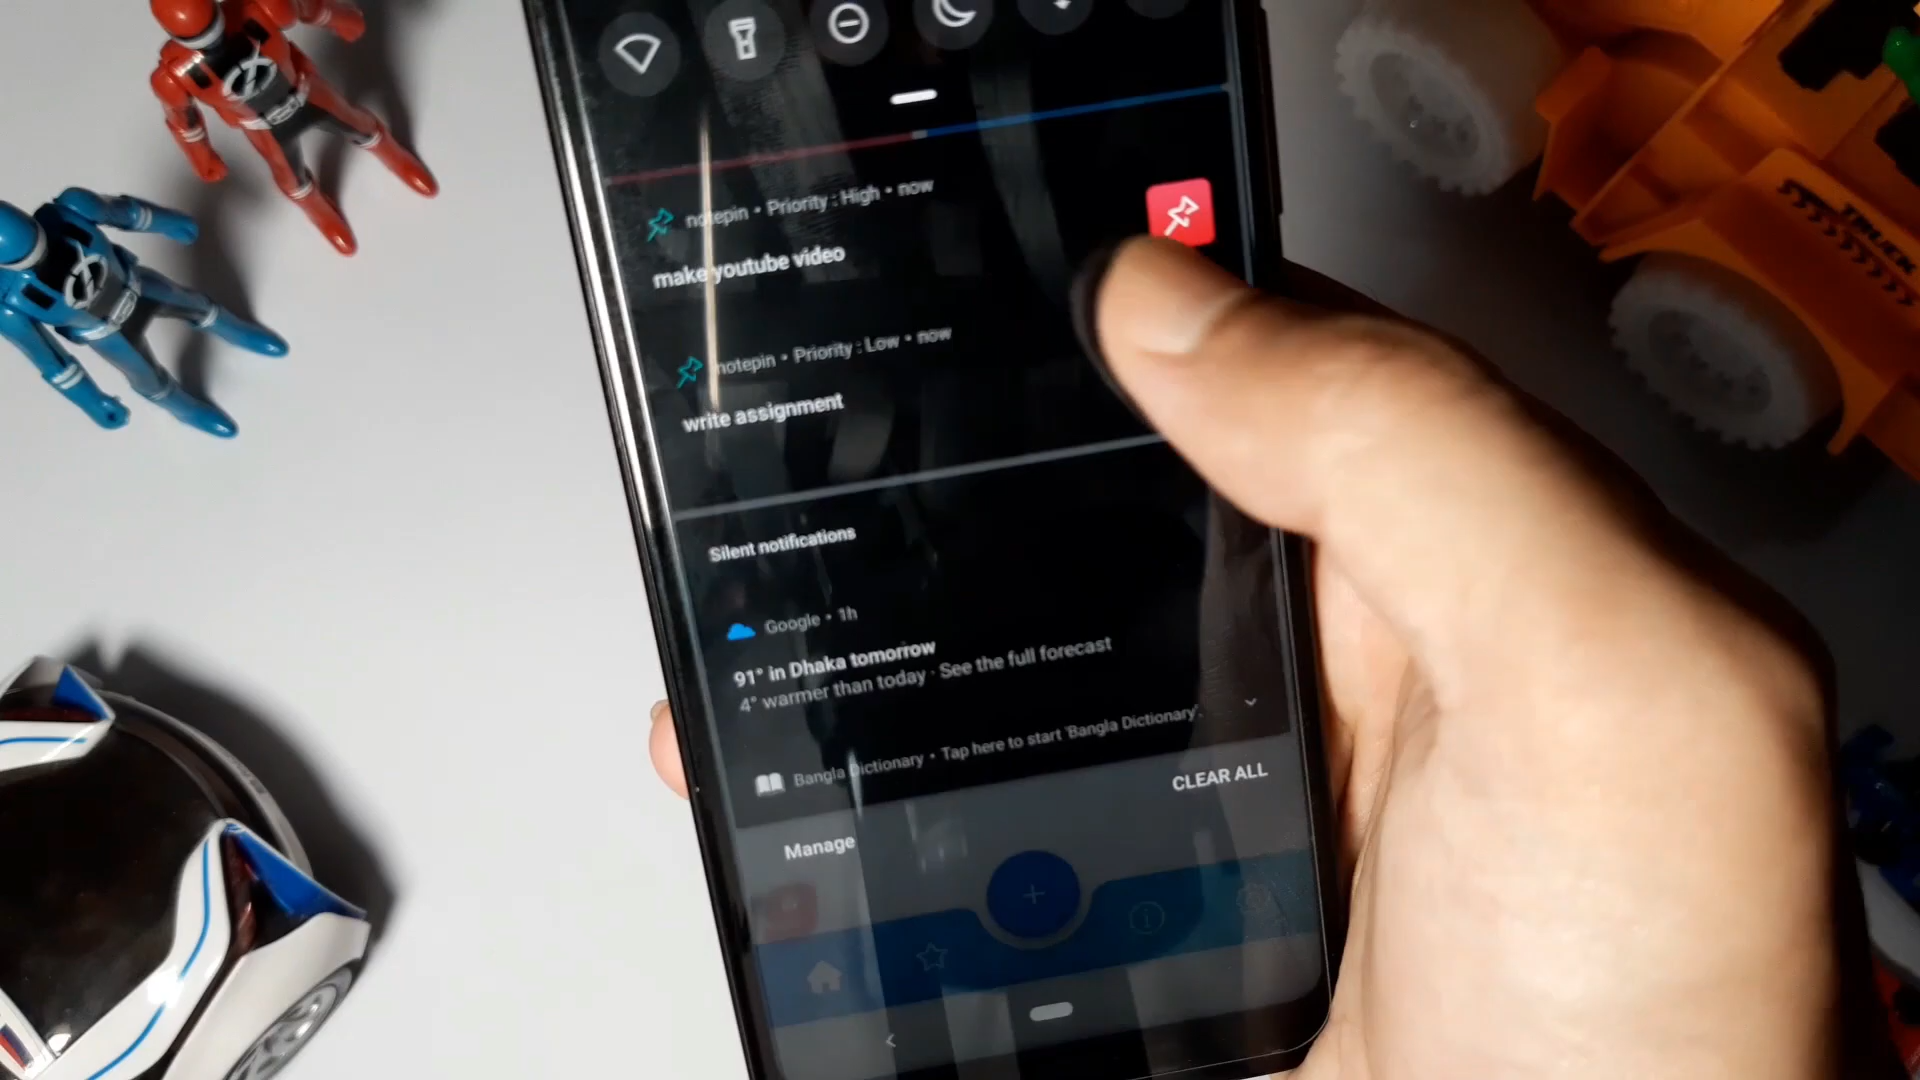 notepin • Priority : High • now
make youtube video
notepin • Priority : Low • now
write assignment
Silent notifications
Google • 1h
91° in Dhaka tomorrow
4° warmer than today · See the full forecast
Bangla Dictionary • Tap here to start 'Bangla Dictionary'.
CLEAR ALL
Manage
TRUCK